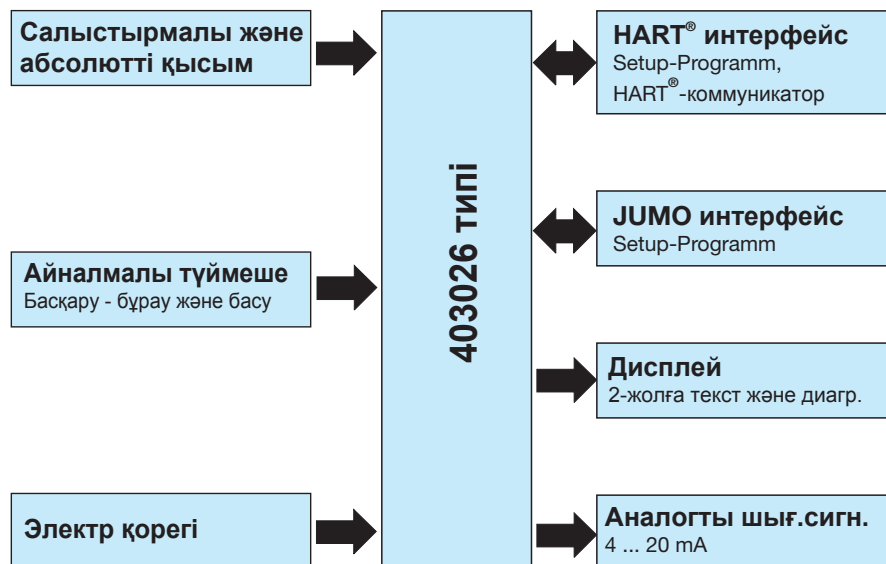 Салыстырмалы және
абсолютті қысым
Айналмалы түймеше
Басқару - бұрау және басу
Электр қорегі
403026 типі
HART® интерфейс
Setup-Programm,
HART®-коммуникатор
JUMO интерфейс
Setup-Programm
Дисплей
2-жолға текст және диагр.
Аналогты шығ.сигн.
4 ... 20 mA